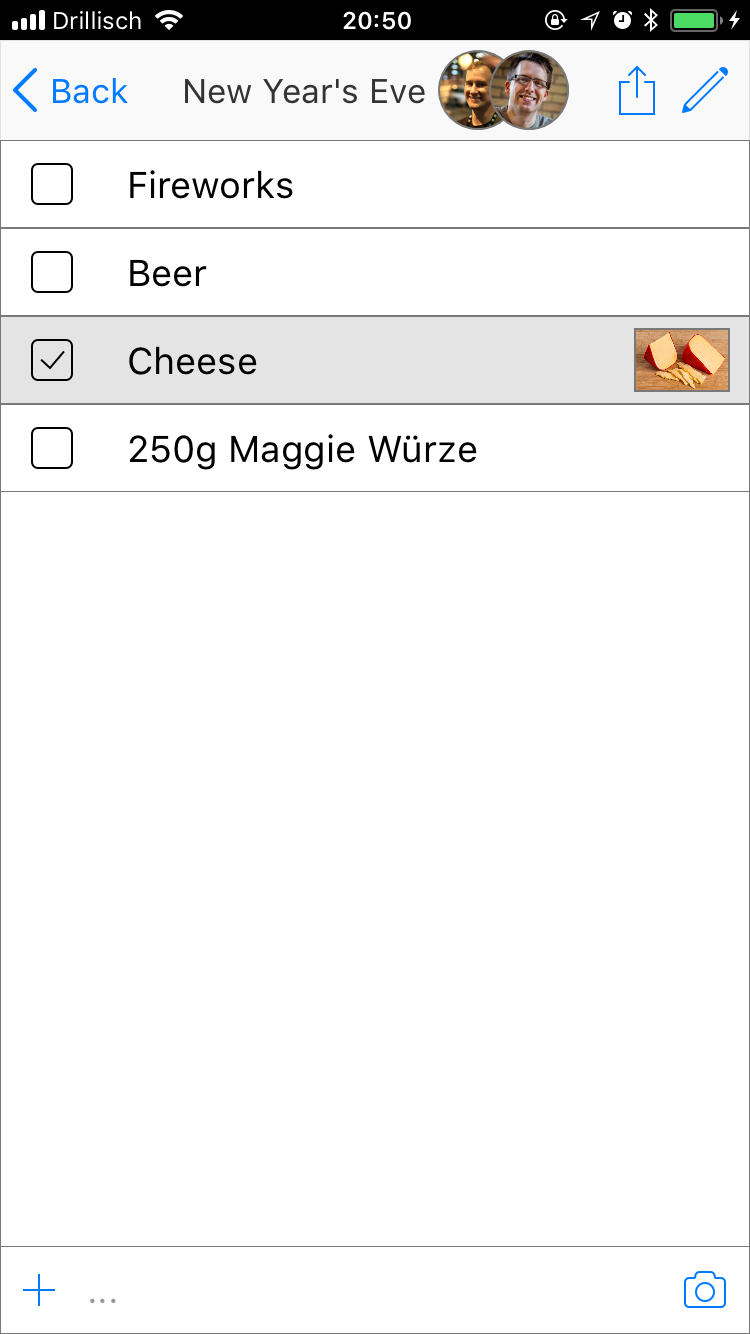 Drillisch 20:50
Back New Year's Eve
Fireworks
Beer
Cheese
250g Maggie Würze
...